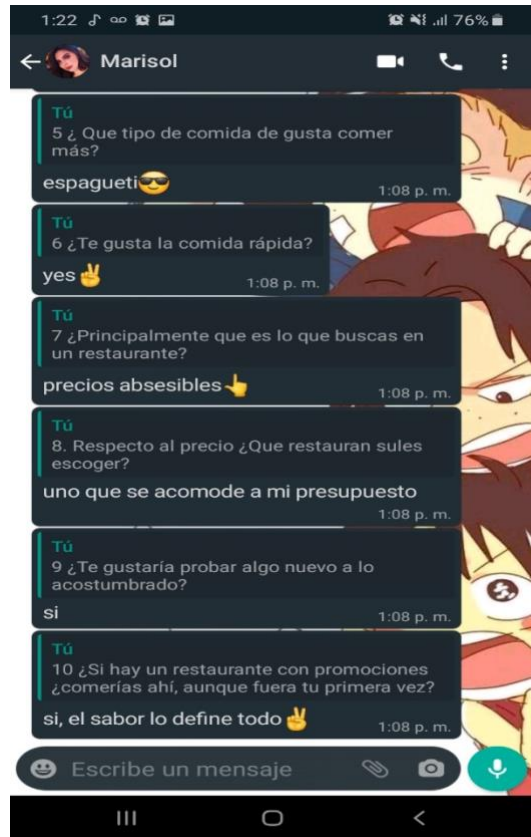 1:22
76%
Marisol
Tú
5 ¿ Que tipo de comida de gusta comer
más?
espagueti😎
1:08 p. m.
Tú
6 ¿Te gusta la comida rápida?
yes✌
1:08 p. m.
Tú
7 ¿Principalmente que es lo que buscas en
un restaurante?
precios absesibles👆
1:08 p. m.
Tú
8. Respecto al precio ¿Que restauran sules
escoger?
uno que se acomode a mi presupuesto
1:08 p. m.
Tú
9 ¿Te gustaría probar algo nuevo a lo
acostumbrado?
si
1:08 p. m.
Tú
10 ¿Si hay un restaurante con promociones
¿comerías ahí, aunque fuera tu primera vez?
si, el sabor lo define todo✌
1:08 p. m.
Escribe un mensaje